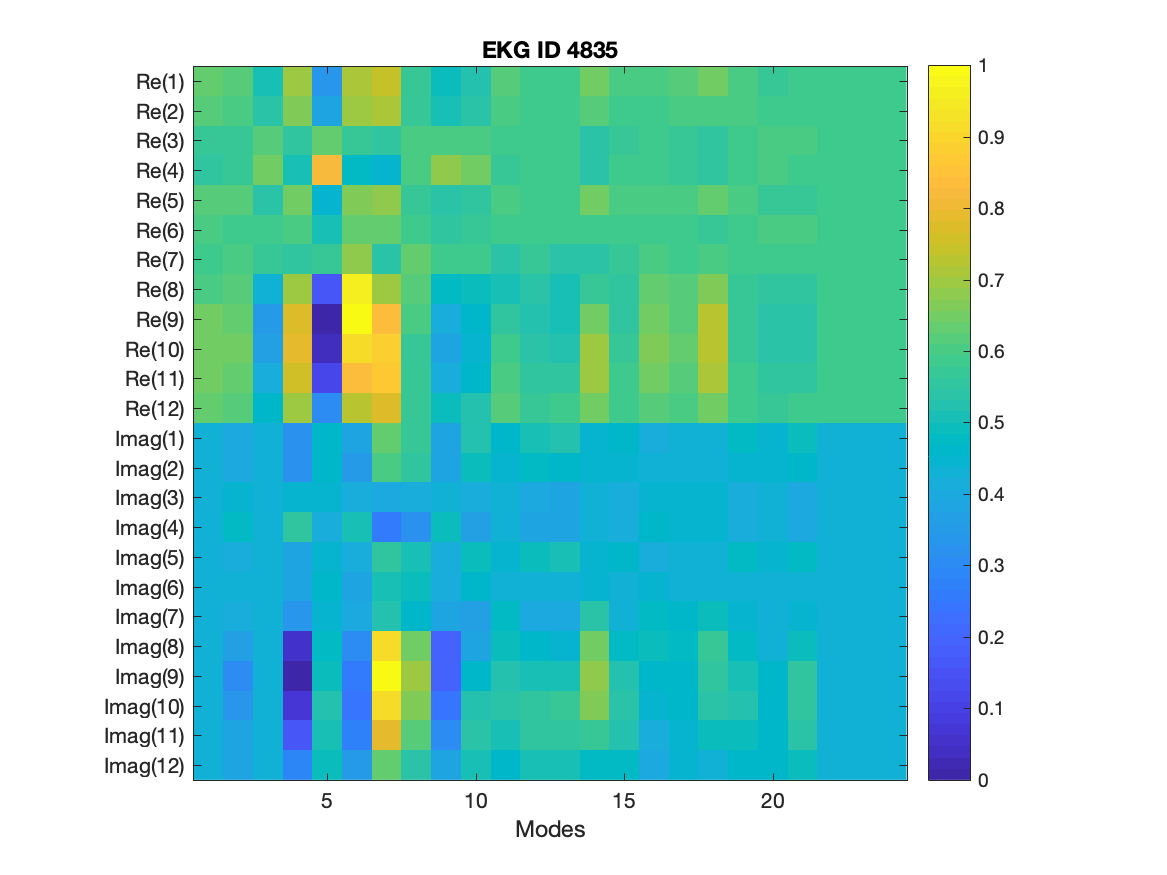 EKG ID 4835
Re(1)
Re(2)
Re(3)
Re(4)
Re(5)
Re(6)
Re(7)
Re(8)
Re(9)
Re(10)
Re(11)
Re(12)
Imag(1)
Imag(2)
Imag(3)
Imag(4)
Imag(5)
Imag(6)
Imag(7)
Imag(8)
Imag(9)
Imag(10)
Imag(11)
Imag(12)
5 10 15 20
Modes
1
0.9
0.8
0.7
0.6
0.5
0.4
0.3
0.2
0.1
0